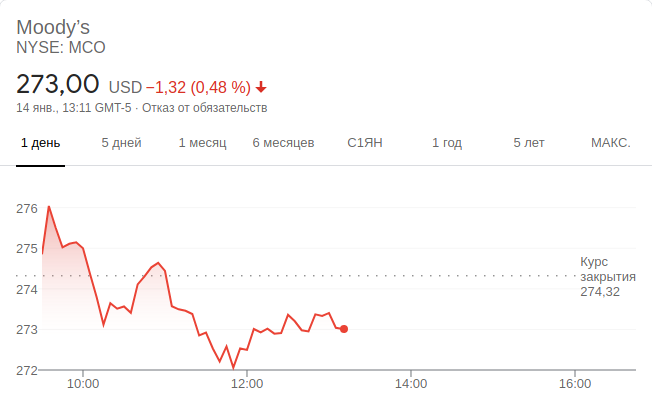 Moody’s
NYSE: MCO
273,00 USD −1,32 (0,48 %)
14 янв., 13:11 GMT-5 · Отказ от обязательств
1 день 5 дней 1 месяц 6 месяцев С1ЯН 1 год 5 лет МАКС.
276
275
274
273
272
Курс
закрытия
274,32
10:00 12:00 14:00 16:00